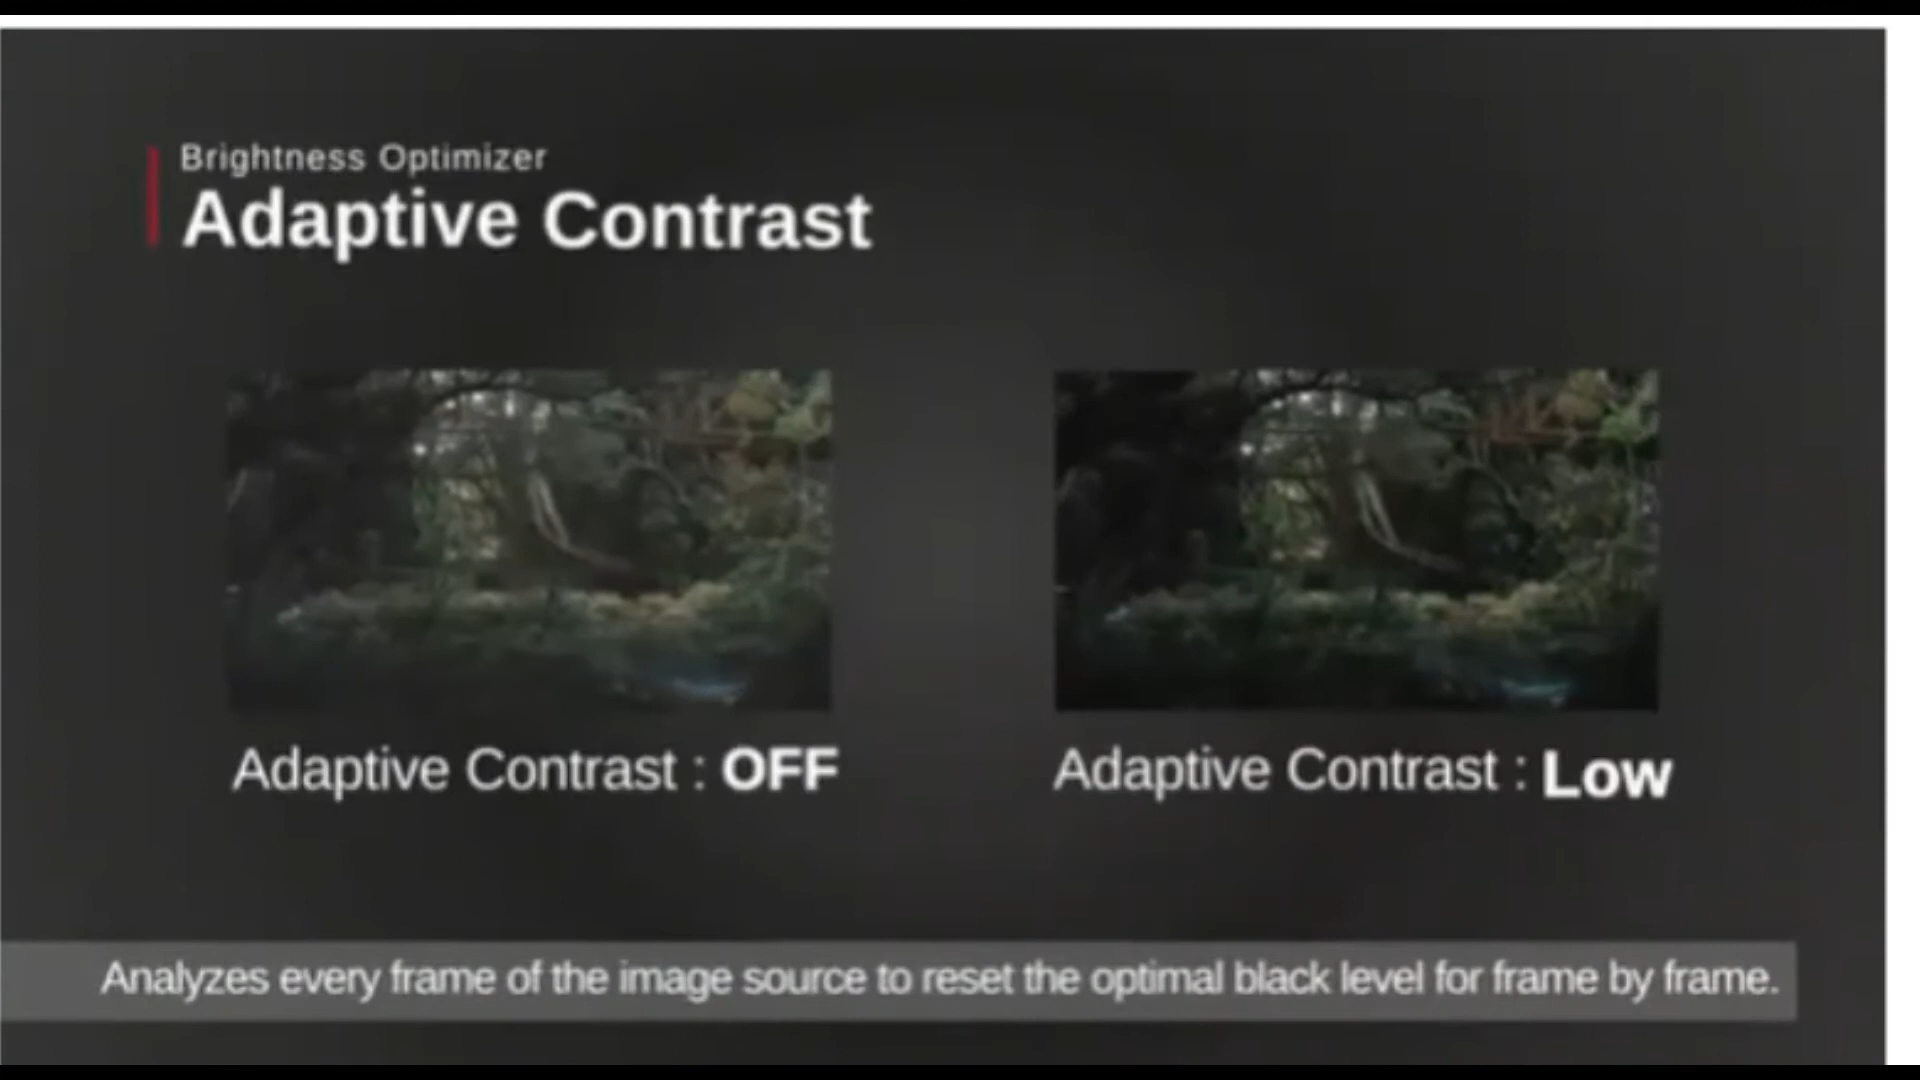 Brightness Optimizer
Adaptive Contrast
Adaptive Contrast : OFF
Adaptive Contrast : Low
Analyzes every frame of the image source to reset the optimal black level for frame by frame.